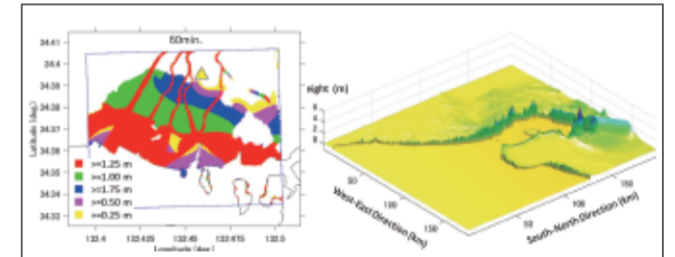 60min.
34.41
34.4
34.39
34.38
34.37
34.36
34.35
34.34
34.33
Latitude (deg.)
>=1.25 m
>=1.00 m
>=1.75 m
>=0.50 m
>=0.25 m
132.4
132.425
132.45
132.475
132.5
Longitude (deg.)
eight (m)
6
4
2
0
50
100
150
West-East Direction (km)
50
100
150
South-North Direction (km)